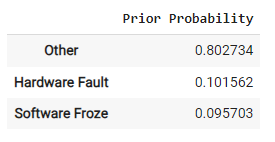 Prior Probability
Other 0.802734
Hardware Fault 0.101562
Software Froze 0.095703